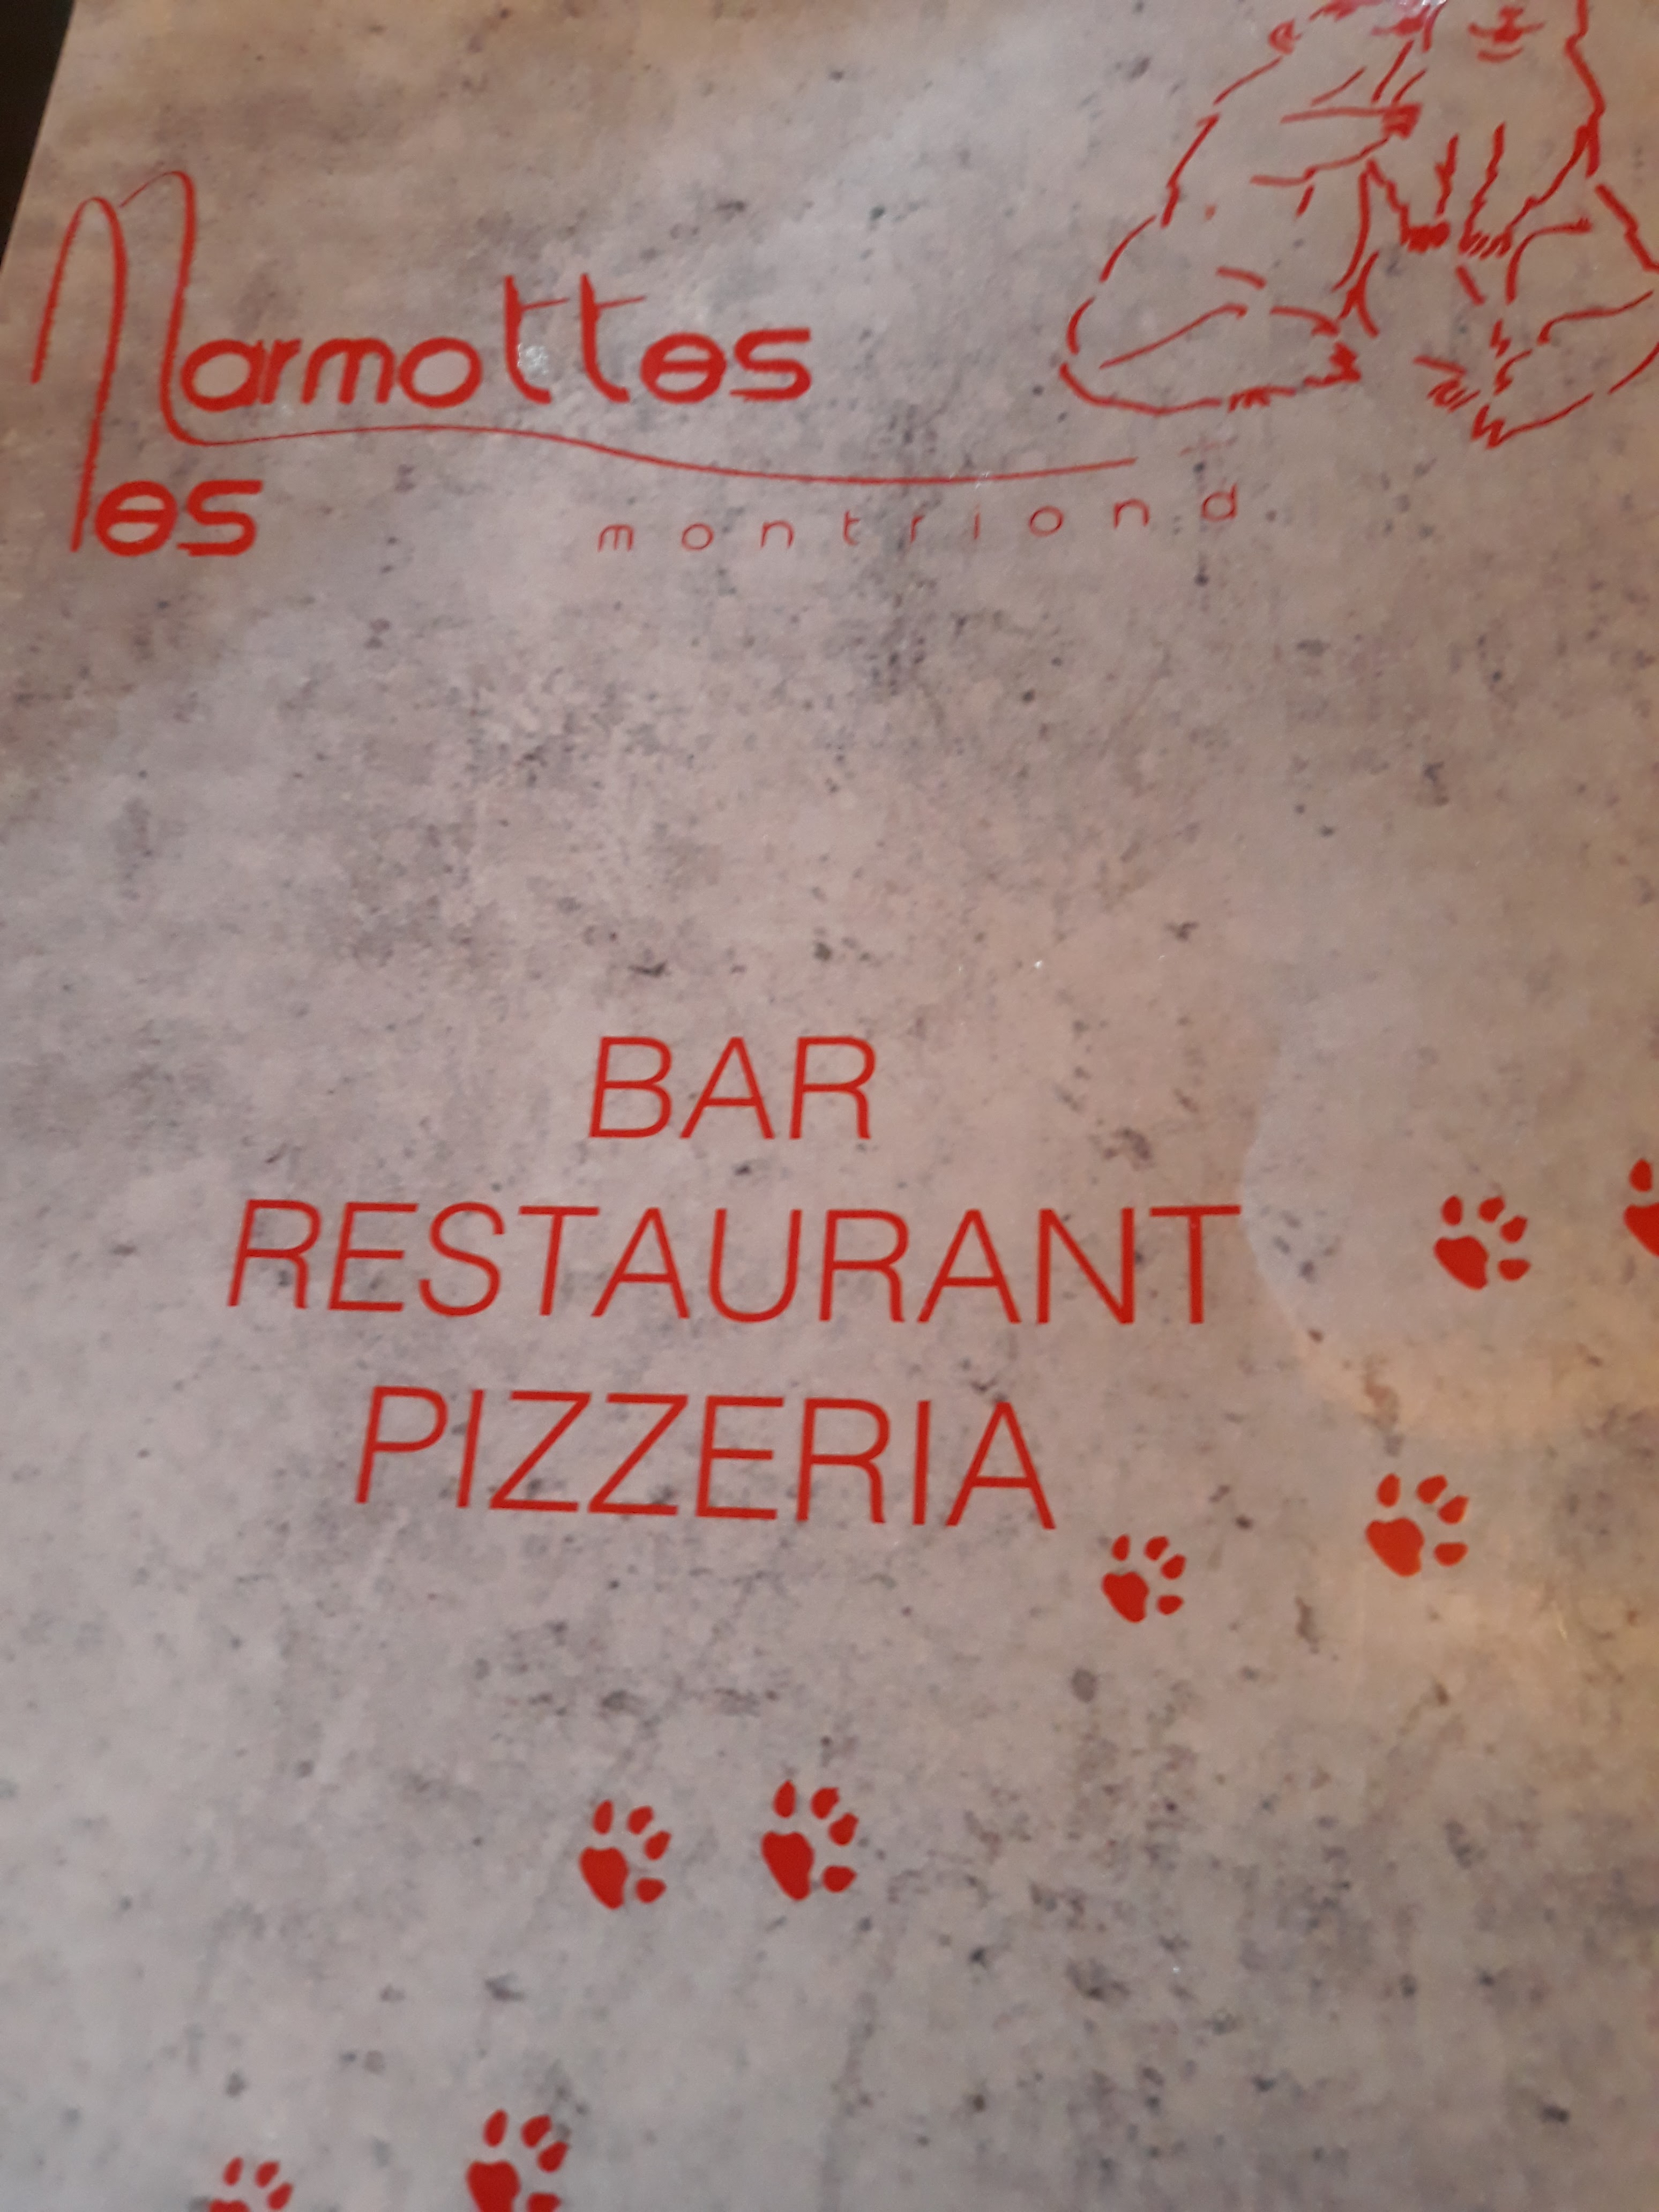 Marmottes
les
montriond
BAR
RESTAURANT
PIZZERIA